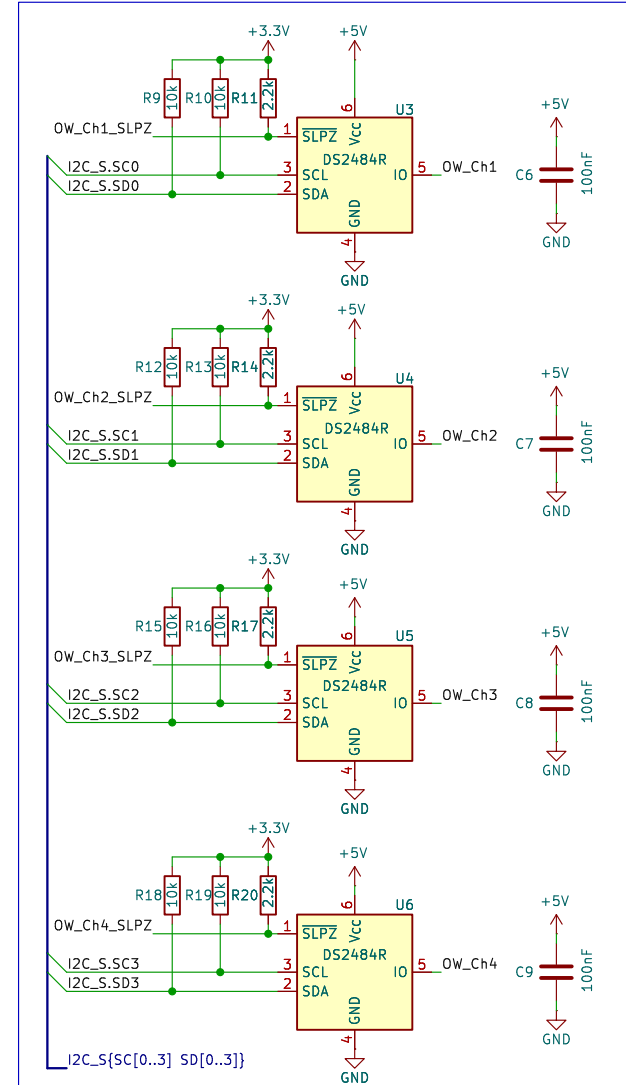 +3.3V
+5V
R9 10k R10 10k R11 2.2k
U3
+5V
OW_Ch1_SLPZ
1 SLPZ
6 Vcc
DS2484R
I2C_S.SC0
3 SCL
IO 5 OW_Ch1
I2C_S.SD0
2 SDA
C6 100nF
GND 4
GND
GND
+3.3V
+5V
R12 10k R13 10k R14 2.2k
U4
+5V
OW_Ch2_SLPZ
1 SLPZ
6 Vcc
DS2484R
I2C_S.SC1
3 SCL
IO 5 OW_Ch2
I2C_S.SD1
2 SDA
C7 100nF
GND 4
GND
GND
+3.3V
+5V
R15 10k R16 10k R17 2.2k
U5
+5V
OW_Ch3_SLPZ
1 SLPZ
6 Vcc
DS2484R
I2C_S.SC2
3 SCL
IO 5 OW_Ch3
I2C_S.SD2
2 SDA
C8 100nF
GND 4
GND
GND
+3.3V
+5V
R18 10k R19 10k R20 2.2k
U6
+5V
OW_Ch4_SLPZ
1 SLPZ
6 Vcc
DS2484R
I2C_S.SC3
3 SCL
IO 5 OW_Ch4
I2C_S.SD3
2 SDA
C9 100nF
GND 4
GND
GND
I2C_S{SC[0..3] SD[0..3]}